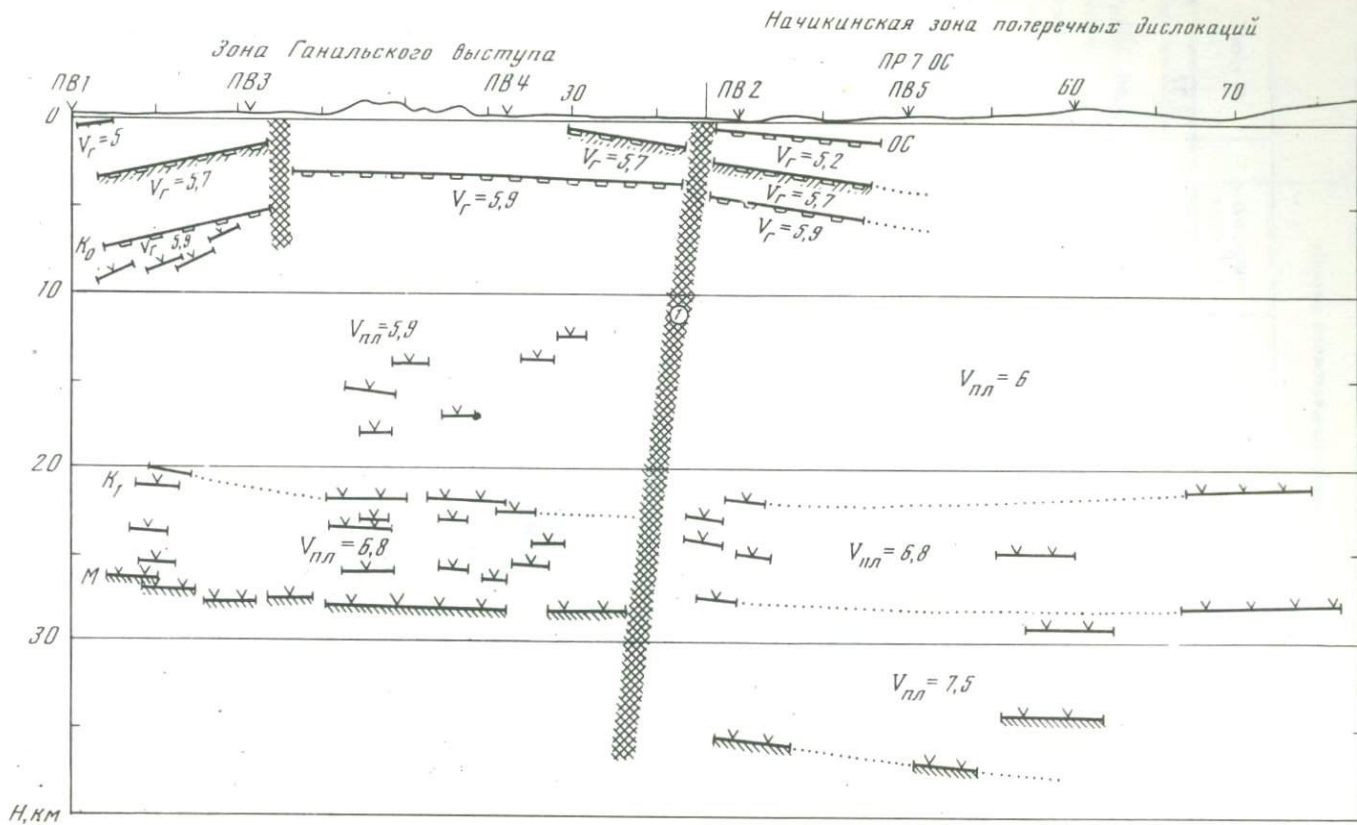 Начикинская зона поперечных дислокаций
Зона Ганальского выступа
ПР 7 ОС
ПВ1 ПВ3 ПВ4 30 ПВ2 ПВ5 60 70
0
Vг=5
Vг=5,7
Vг=5,2
ОС
Vг=5,7
Vг=5,9
Vг=5,7
Vг=5,9
K0
Vг 5,9
10
1
Vпл=5,9
Vпл = 6
20
K1
Vпл = 6,8
Vпл = 6,8
М
30
Vпл = 7,5
Н, км